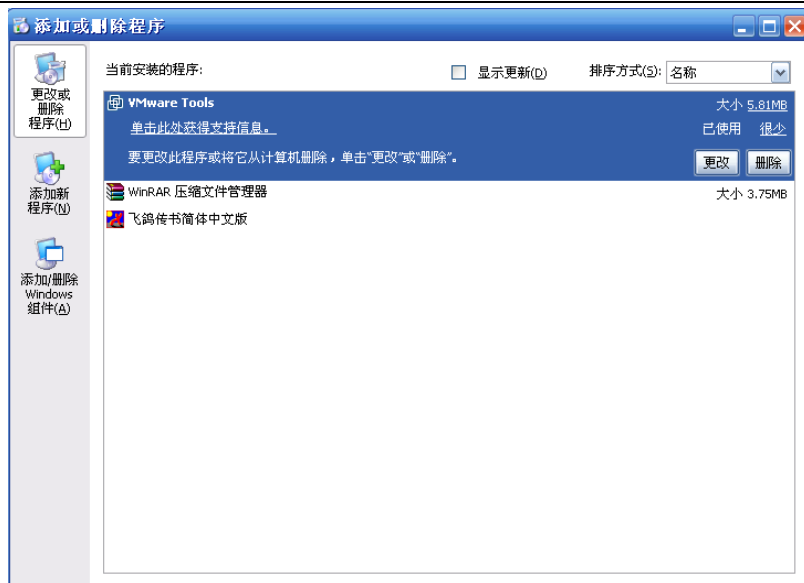 添加或删除程序
更改或
删除
程序(H)
添加新
程序(N)
添加/删除
Windows
组件(A)
当前安装的程序:
显示更新(D)
排序方式(S): 名称
VMware Tools
大小 5.81MB
单击此处获得支持信息。
已使用 很少
要更改此程序或将它从计算机删除，单击“更改”或“删除”。
更改 删除
WinRAR 压缩文件管理器
大小 3.75MB
飞鸽传书简体中文版